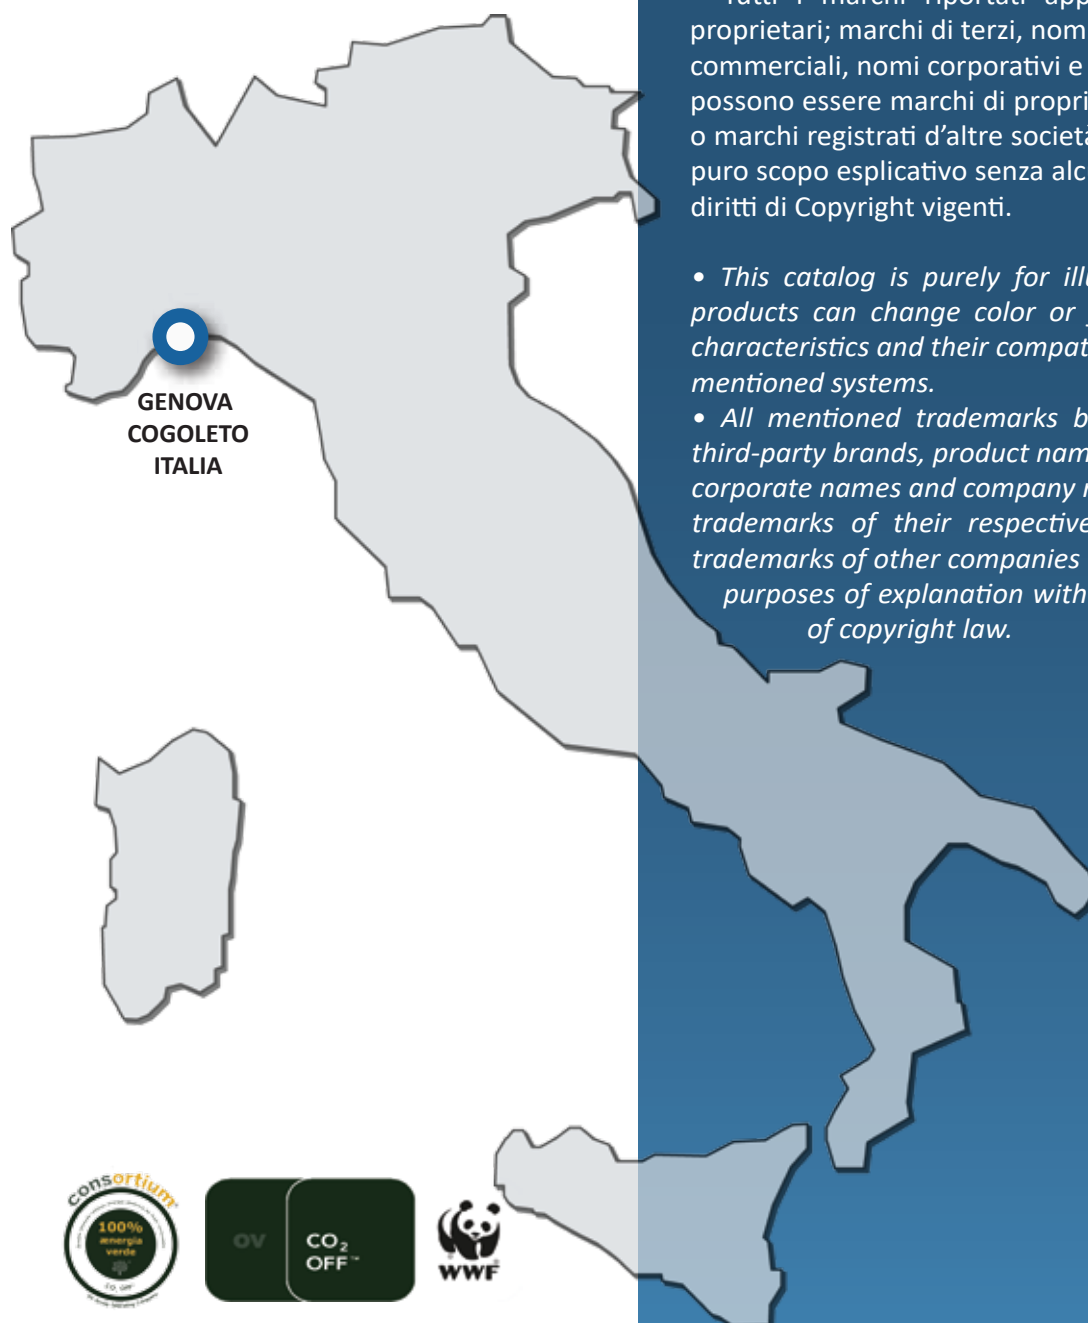 proprietari; marchi di terzi, nom
commerciali, nomi corporativi e
possono essere marchi di propri
o marchi registrati d'altre società
puro scopo esplicativo senza alc
diritti di Copyright vigenti.
• This catalog is purely for ill
products can change color or
characteristics and their compat
mentioned systems.
• All mentioned trademarks b
third-party brands, product nam
corporate names and company
trademarks of their respective
trademarks of other companies
purposes of explanation with
of copyright law.
GENOVA
COGOLETO
ITALIA
consortium
100%
ænergia
verde
OV
CO₂
OFF™
WWF